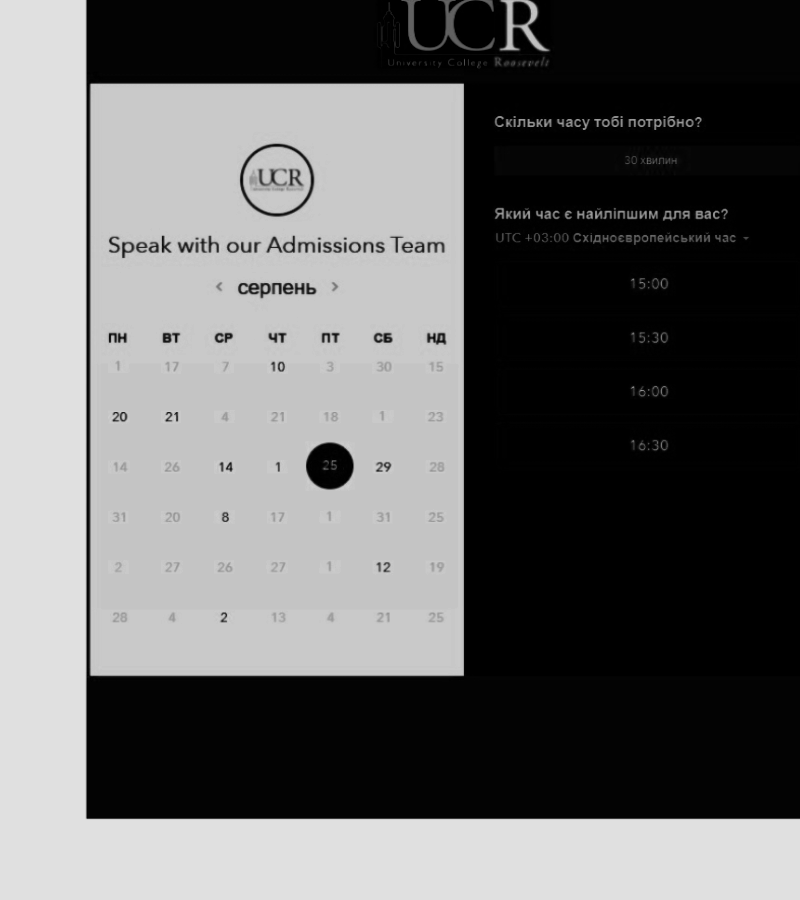 UCR
University College Roosevelt
UCR
Speak with our Admissions Team
‹ серпень ›
ПН ВТ СР ЧТ ПТ СБ НД
1 17 7 10 3 30 15
20 21 4 21 18 1 23
14 26 14 1 25 29 28
31 20 8 17 1 31 25
2 27 26 27 1 12 19
28 4 2 13 4 21 25
Скільки часу тобі потрібно?
30 хвилин
Який час є найліпшим для вас?
UTC +03:00 Східноєвропейський час
15:00
15:30
16:00
16:30